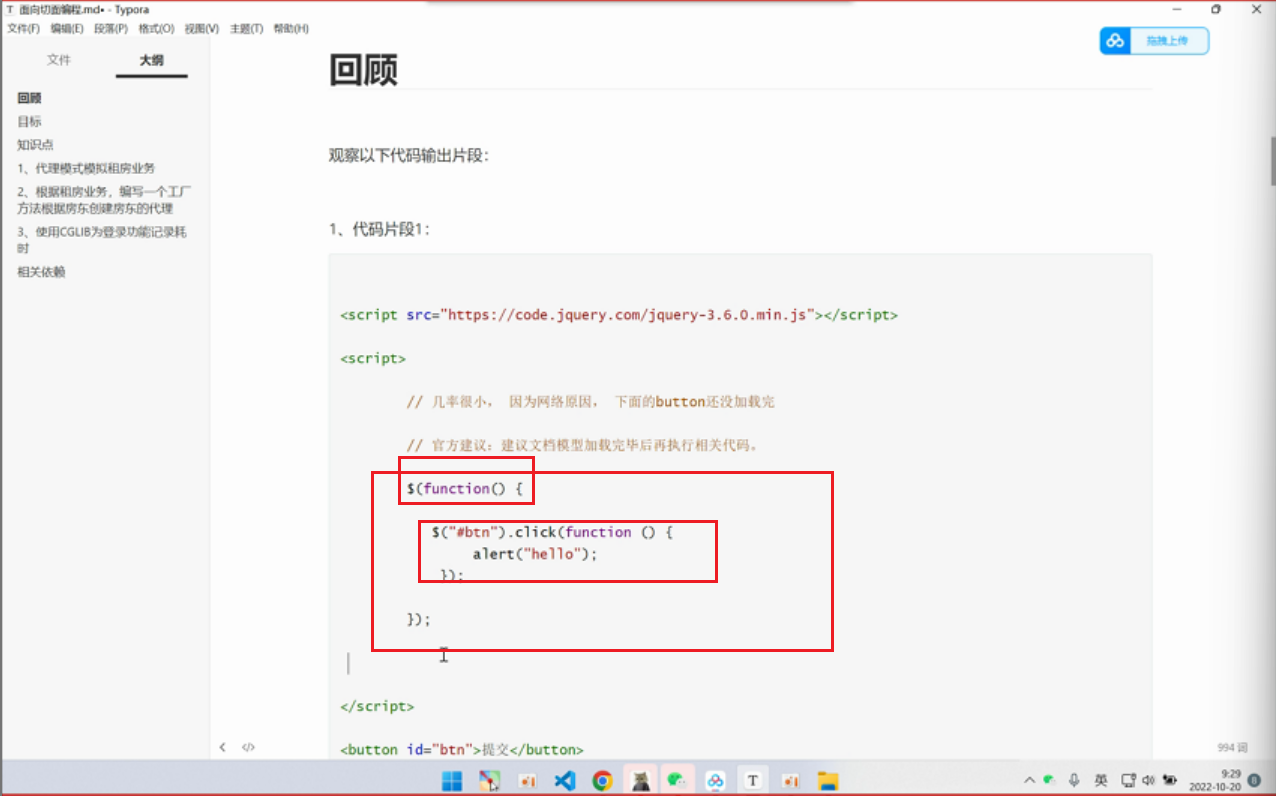 面向切面编程.md• - Typora
文件(F) 编辑(E) 段落(P) 格式(O) 视图(V) 主题(T) 帮助(H)
拖拽上传
文件 大纲
回顾
目标
知识点
1、代理模式模拟租房业务
2、根据租房业务，编写一个工厂
方法根据房东创建房东的代理
3、使用CGLIB为登录功能记录耗
时
相关依赖
回顾
观察以下代码输出片段：
1、代码片段1：
<script src="https://code.jquery.com/jquery-3.6.0.min.js"></script>
<script>
// 几率很小， 因为网络原因， 下面的button还没加载完
// 官方建议：建议文档模型加载完毕后再执行相关代码。
$(function() {
$("#btn").click(function () {
alert("hello");
});
});
</script>
<button id="btn">提交</button>
994 词
英
9:29
2022-10-20